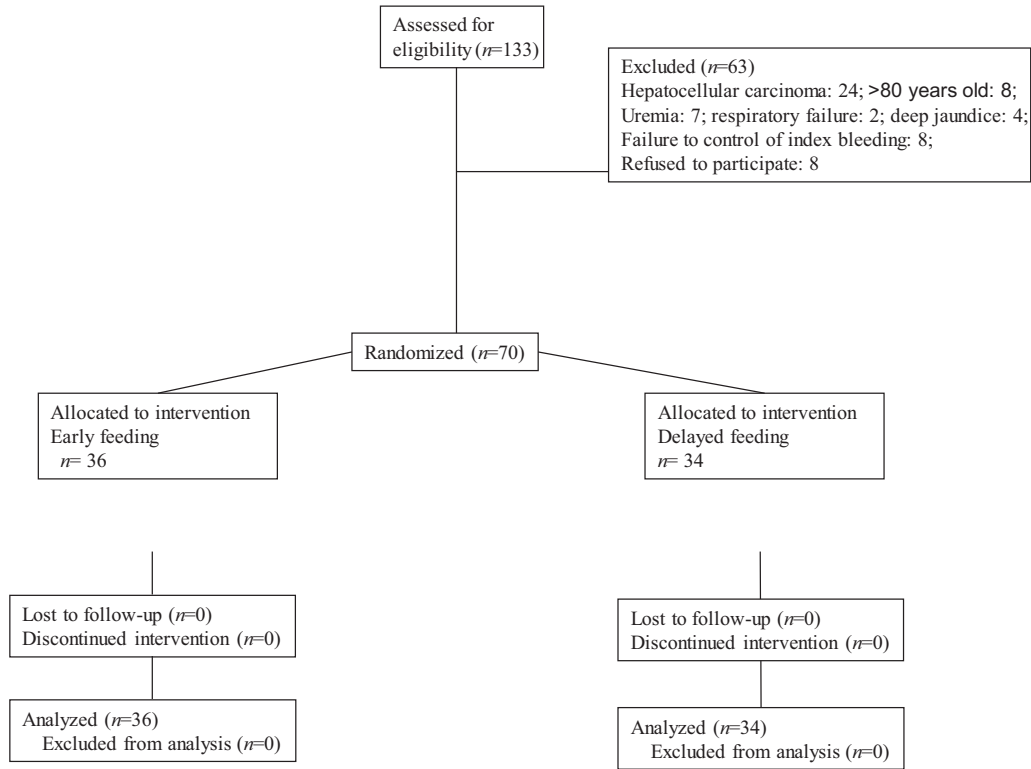 Assessed for
eligibility (n=133)
Excluded (n=63)
Hepatocellular carcinoma: 24; >80 years old: 8;
Uremia: 7; respiratory failure: 2; deep jaundice: 4;
Failure to control of index bleeding: 8;
Refused to participate: 8
Randomized (n=70)
Allocated to intervention
Early feeding
n= 36
Allocated to intervention
Delayed feeding
n= 34
Lost to follow-up (n=0)
Discontinued intervention (n=0)
Lost to follow-up (n=0)
Discontinued intervention (n=0)
Analyzed (n=36)
Excluded from analysis (n=0)
Analyzed (n=34)
Excluded from analysis (n=0)